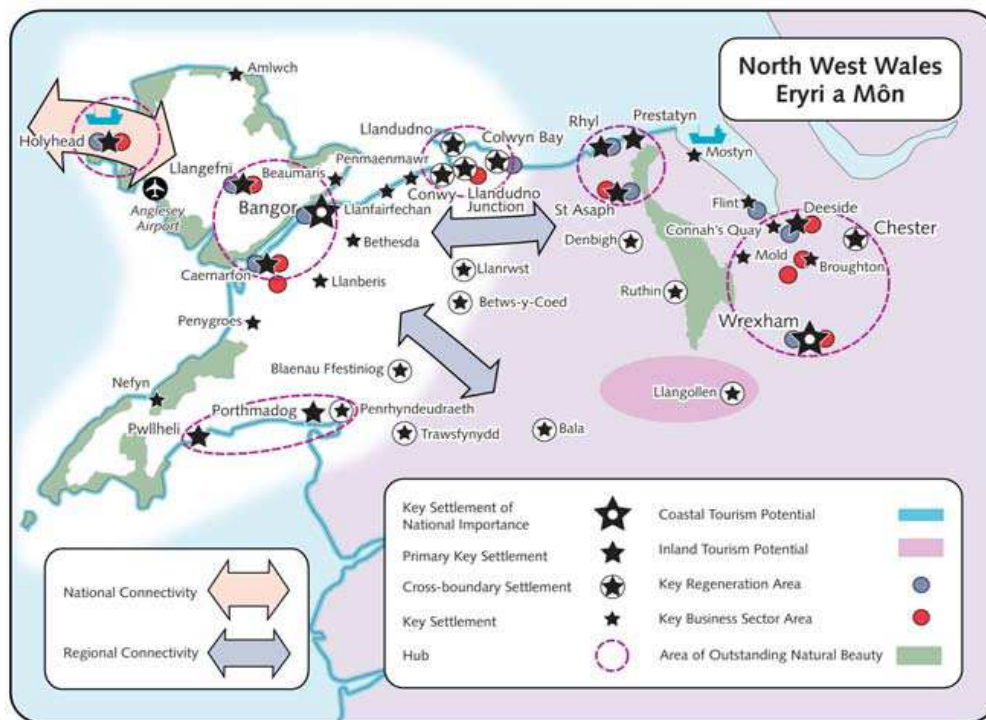 North West Wales
Eryri a Môn
Amlwch
Holyhead
Llangefni
Beaumaris
Penmaenmawr
Llandudno
Colwyn Bay
Rhyl
Prestatyn
Mostyn
Anglesey
Airport
Bangor
Llanfairfechan
Conwy
Llandudno
Junction
St Asaph
Flint
Deeside
Connah's Quay
Chester
Bethesda
Denbigh
Mold
Broughton
Caernarfon
Llanberis
Llanrwst
Ruthin
Betws-y-Coed
Penygroes
Wrexham
Blaenau Ffestiniog
Nefyn
Llangollen
Porthmadog
Penrhyndeudraeth
Pwllheli
Trawsfynydd
Bala
National Connectivity
Regional Connectivity
Key Settlement of
National Importance
Primary Key Settlement
Cross-boundary Settlement
Key Settlement
Hub
Coastal Tourism Potential
Inland Tourism Potential
Key Regeneration Area
Key Business Sector Area
Area of Outstanding Natural Beauty